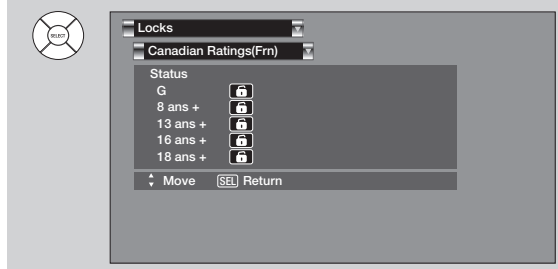 SELECT
Locks
Canadian Ratings(Frn)
Status
G
8 ans +
13 ans +
16 ans +
18 ans +
Move SEL Return